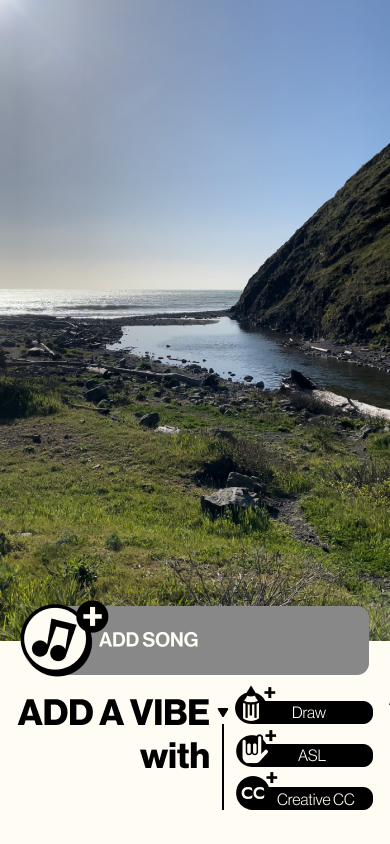 ADD SONG
ADD A VIBE
with
Draw
ASL
CC
Creative CC